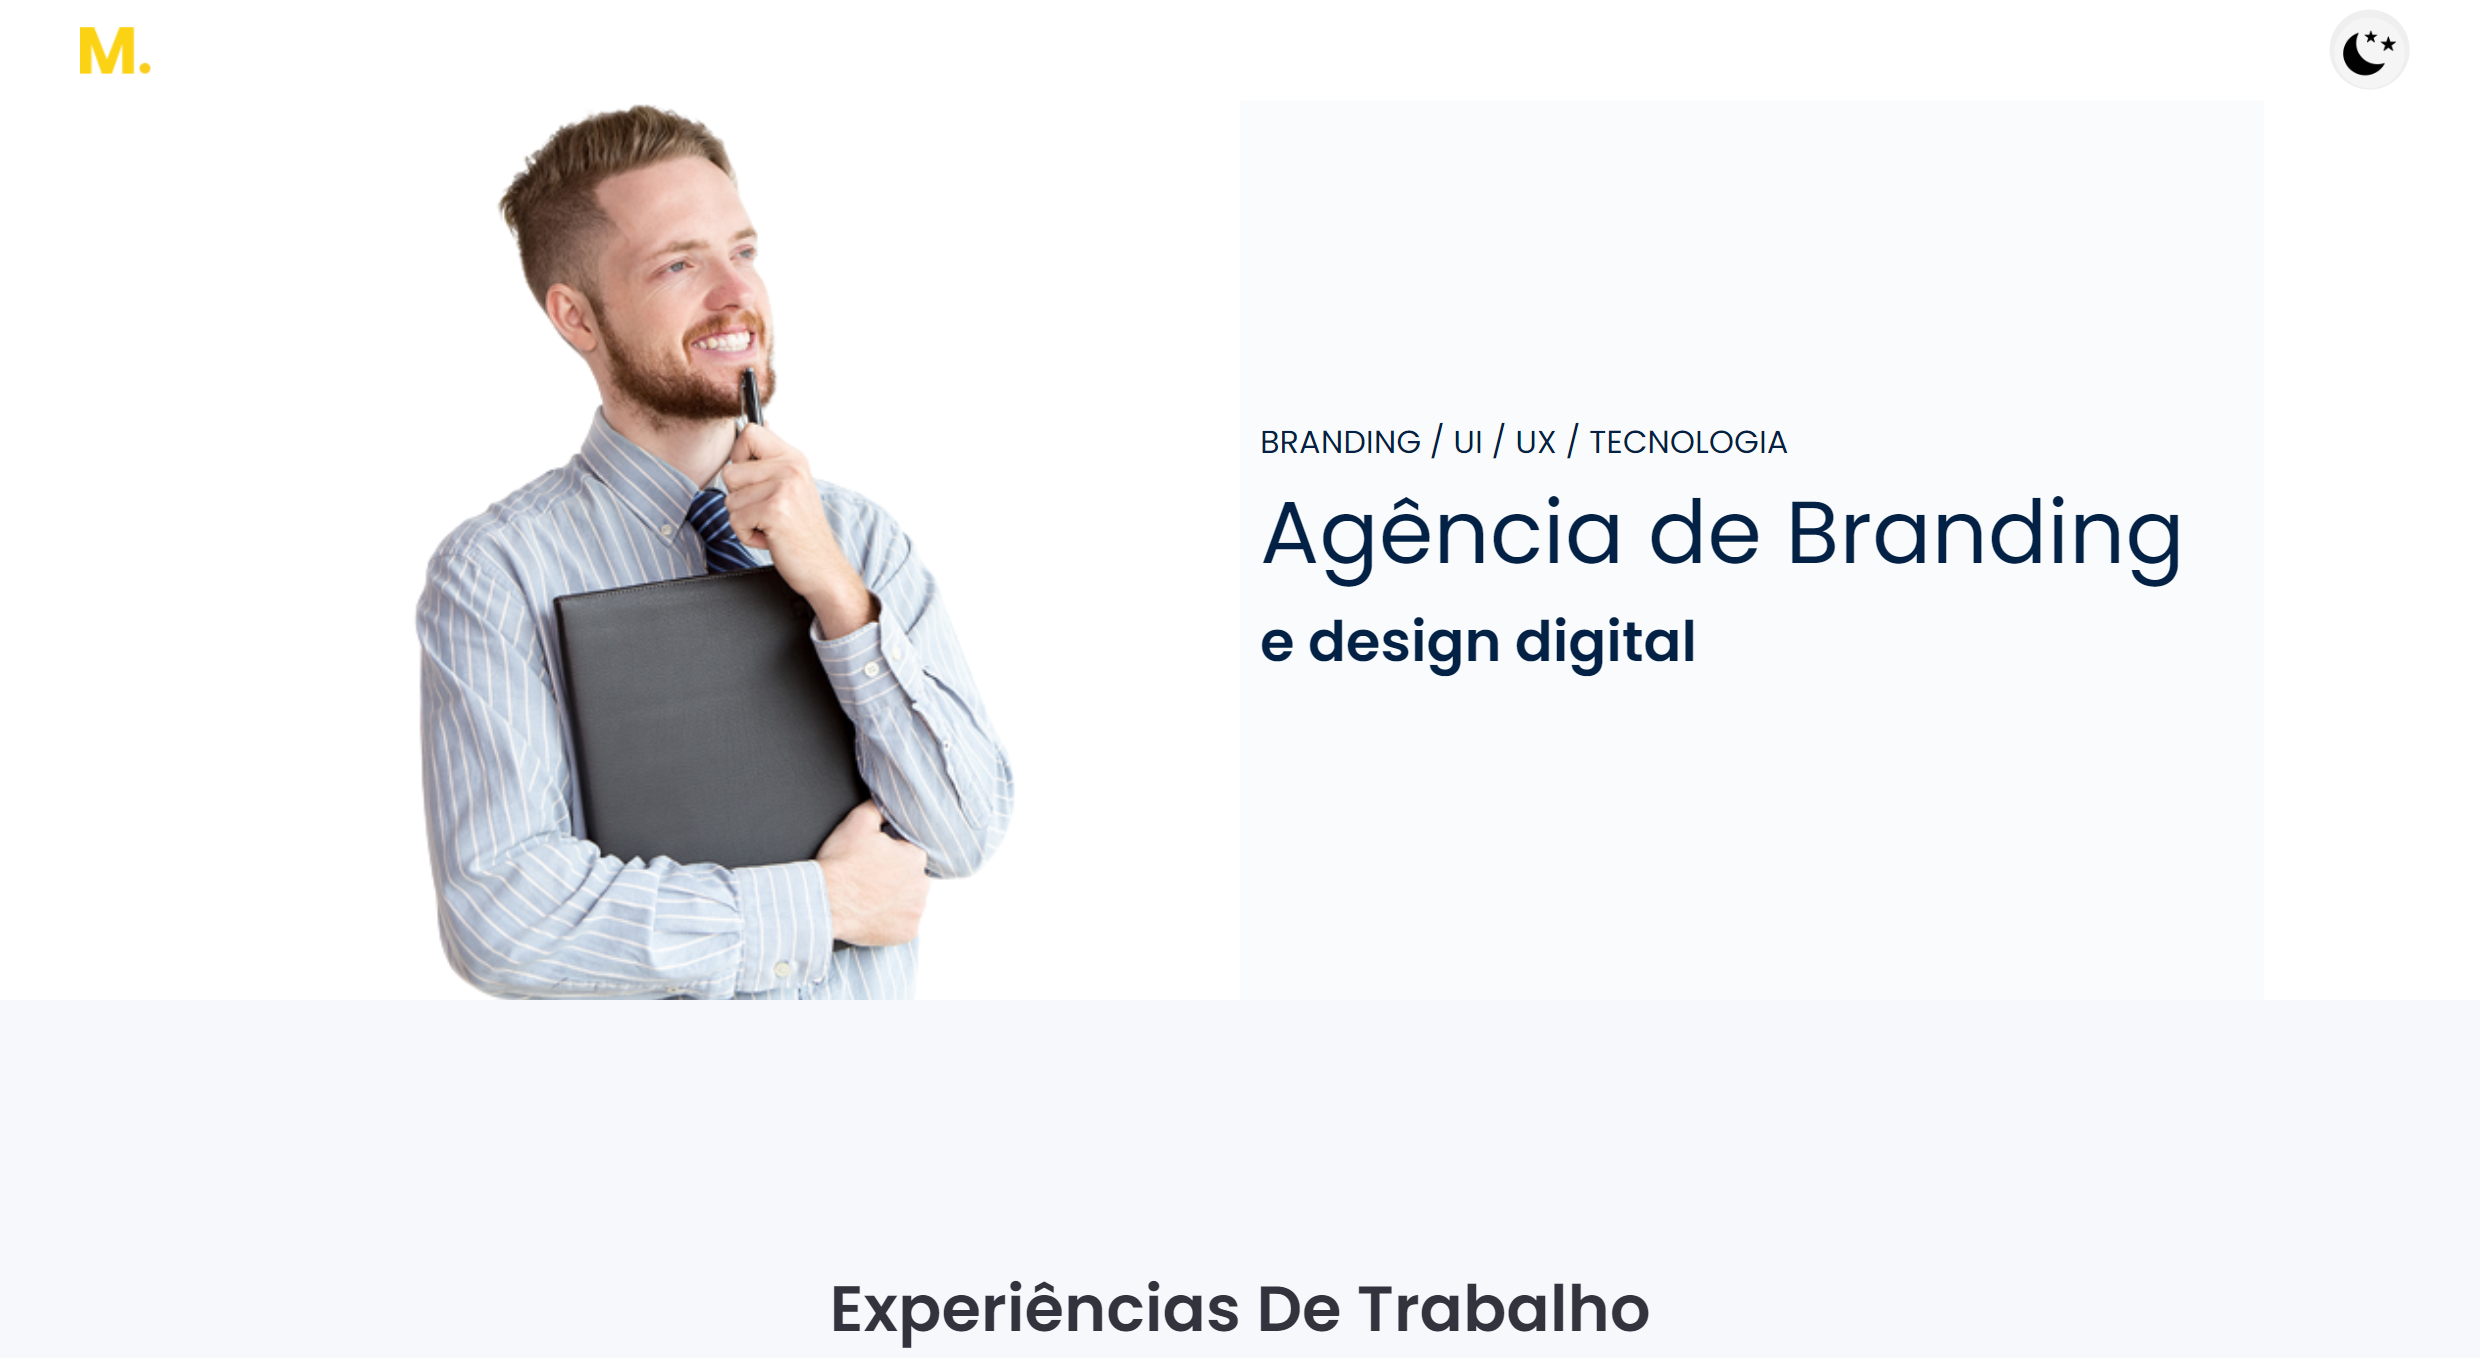 M.
BRANDING / UI / UX / TECNOLOGIA
Agência de Branding
e design digital
Experiências De Trabalho